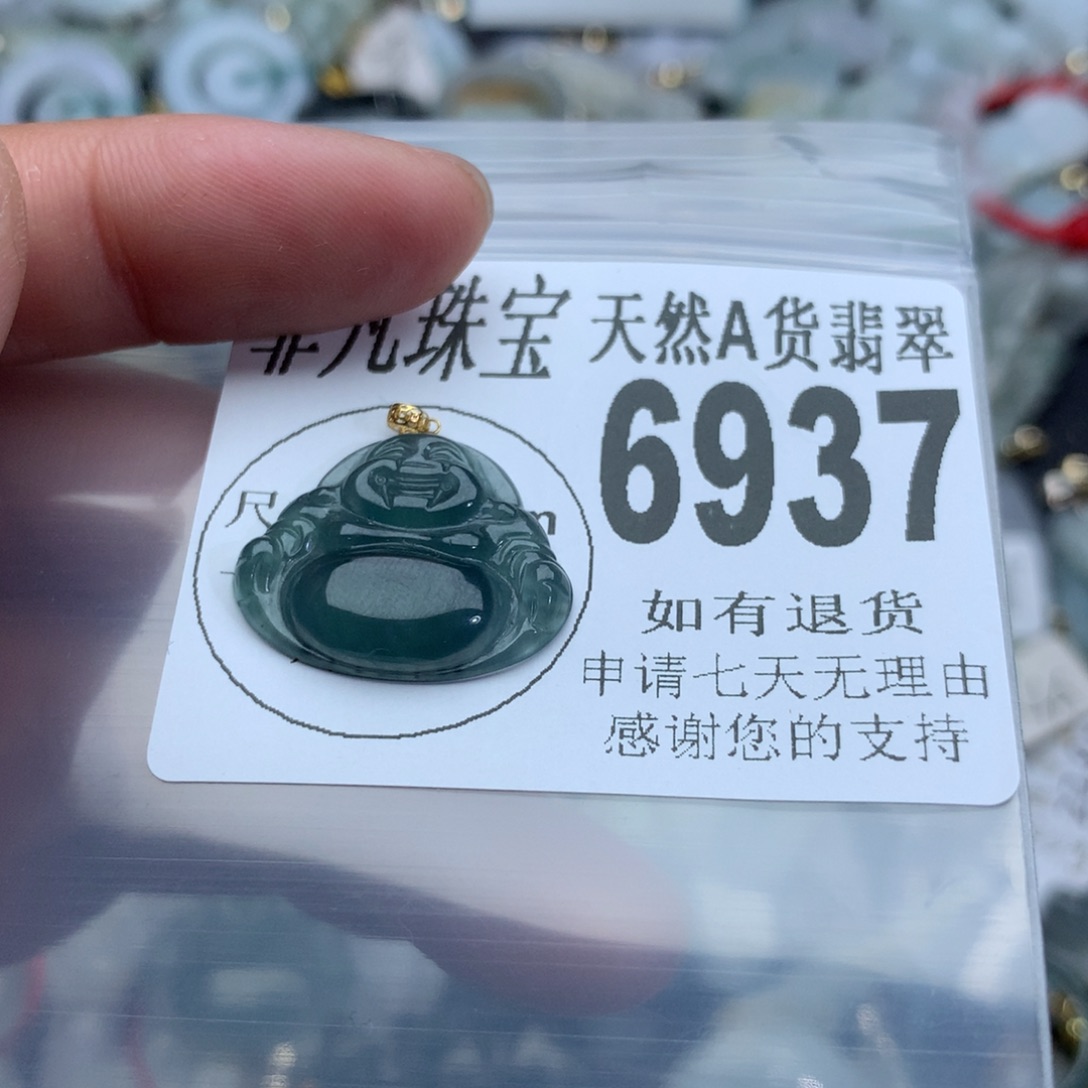 非凡珠宝 天然A货翡翠
6937
尺 m
如有退货
申请七天无理由
感谢您的支持